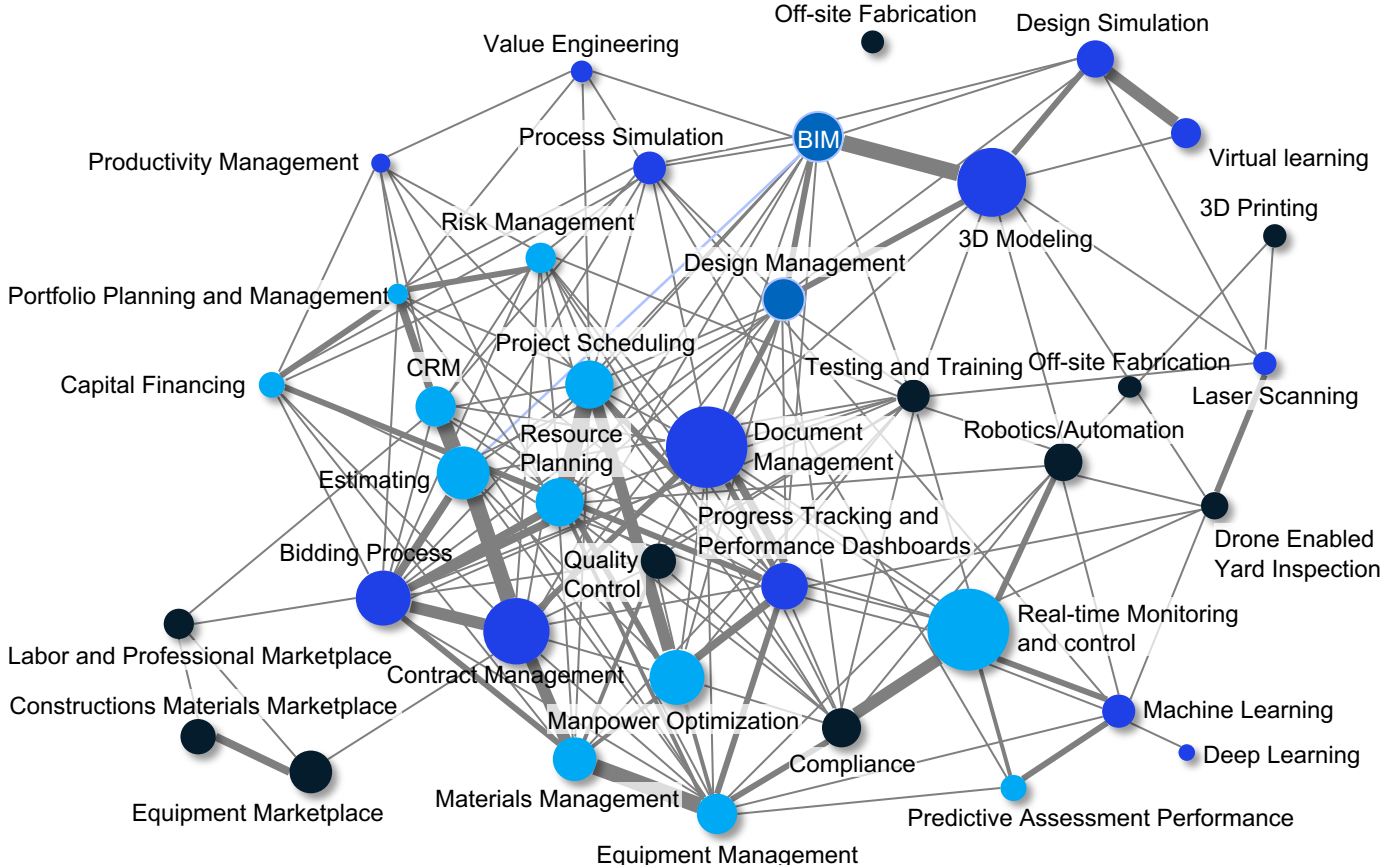 Off-site Fabrication
Design Simulation
Value Engineering
BIM
Process Simulation
Productivity Management
Virtual learning
3D Printing
Risk Management
3D Modeling
Design Management
Portfolio Planning and Management
Project Scheduling
CRM
Testing and Training
Off-site Fabrication
Capital Financing
Laser Scanning
Resource
Planning
Document
Management
Robotics/Automation
Estimating
Progress Tracking and
Performance Dashboards
Bidding Process
Quality
Control
Drone Enabled
Yard Inspection
Real-time Monitoring
and control
Labor and Professional Marketplace
Contract Management
Constructions Materials Marketplace
Manpower Optimization
Machine Learning
Deep Learning
Compliance
Equipment Marketplace
Materials Management
Predictive Assessment Performance
Equipment Management